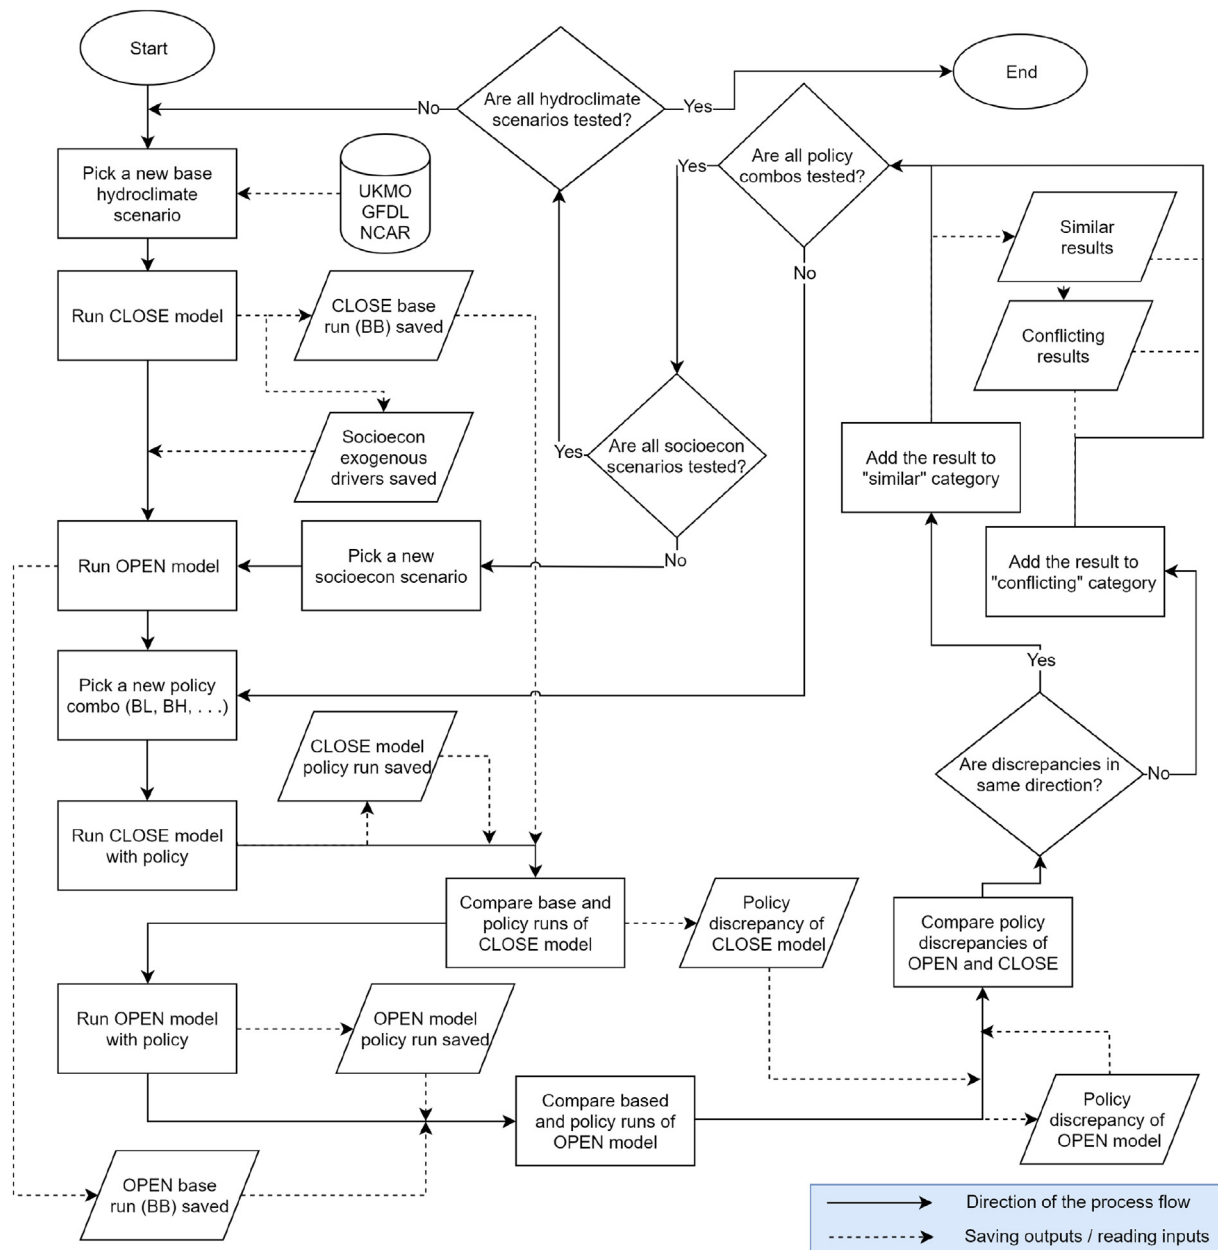 Start
End
No
Are all hydroclimate
scenarios tested?
Yes
Pick a new base
hydroclimate
scenario
UKMO
GFDL
NCAR
Yes
Are all policy
combos tested?
No
Similar
results
Conflicting
results
Run CLOSE model
CLOSE base
run (BB) saved
Socioecon
exogenous
drivers saved
Yes
Are all socioecon
scenarios tested?
No
Add the result to
"similar" category
Add the result to
"conflicting" category
Run OPEN model
Pick a new
socioecon scenario
Pick a new policy
combo (BL, BH, . . .)
Yes
CLOSE model
policy run saved
Are discrepancies in
same direction?
No
Run CLOSE model
with policy
Compare base and
policy runs of
CLOSE model
Policy
discrepancy of
CLOSE model
Compare policy
discrepancies of
OPEN and CLOSE
Run OPEN model
with policy
OPEN model
policy run saved
Compare based
and policy runs of
OPEN model
Policy
discrepancy of
OPEN model
OPEN base
run (BB) saved
Direction of the process flow
Saving outputs / reading inputs